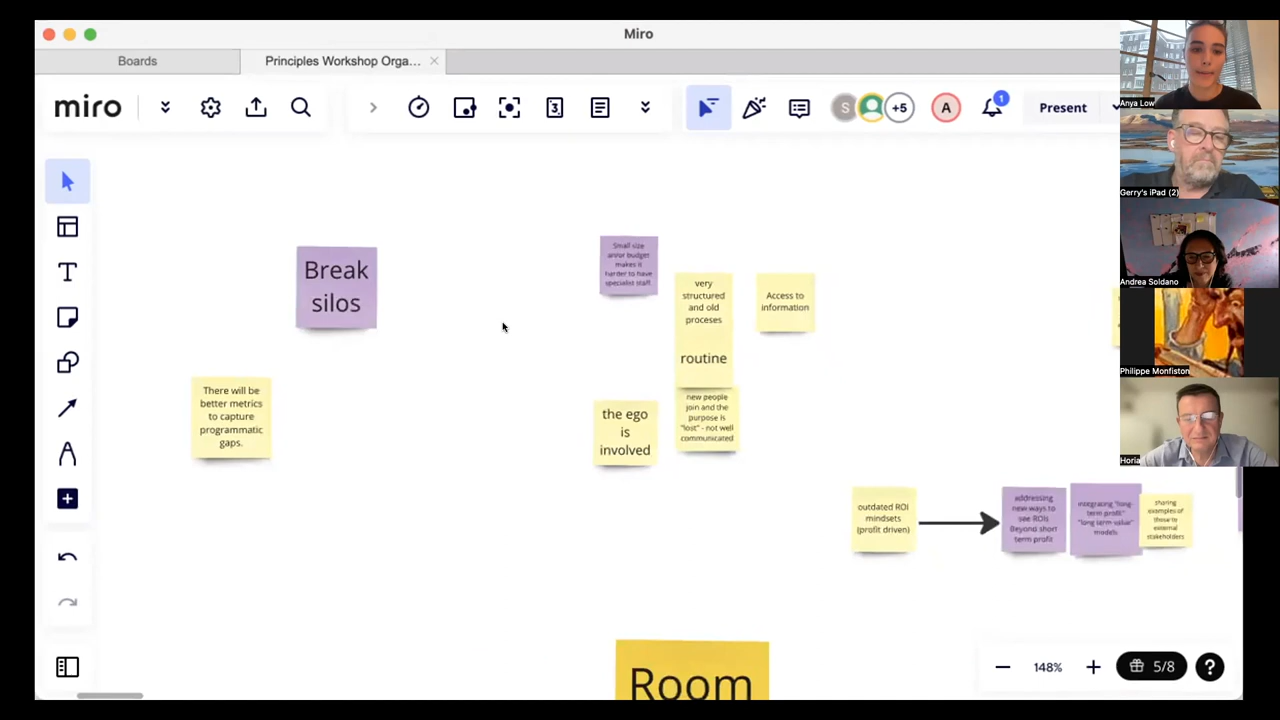 Miro
Boards
Principles Workshop Orga...
miro
3
S
+5
A
1
Present
Break
silos
Small size
and/or budget
makes it
harder to have
specialist staff.
very
structured
and old
proceses
Access to
information
routine
There will be
better metrics
to capture
programmatic
gaps.
the ego
is
involved
new people
join and the
purpose is
"lost" - not well
communicated
outdated ROI
mindsets
(profit driven)
addressing
new ways to
see ROIs
Beyond short
term profit
integrating "long-
term profit"
"long term value"
models
sharing
examples of
those to
external
stakeholders
Room
148%
5/8
?
Anya Low
Gerry's iPad (2)
Andrea Soldano
Philippe Monfiston
Horia